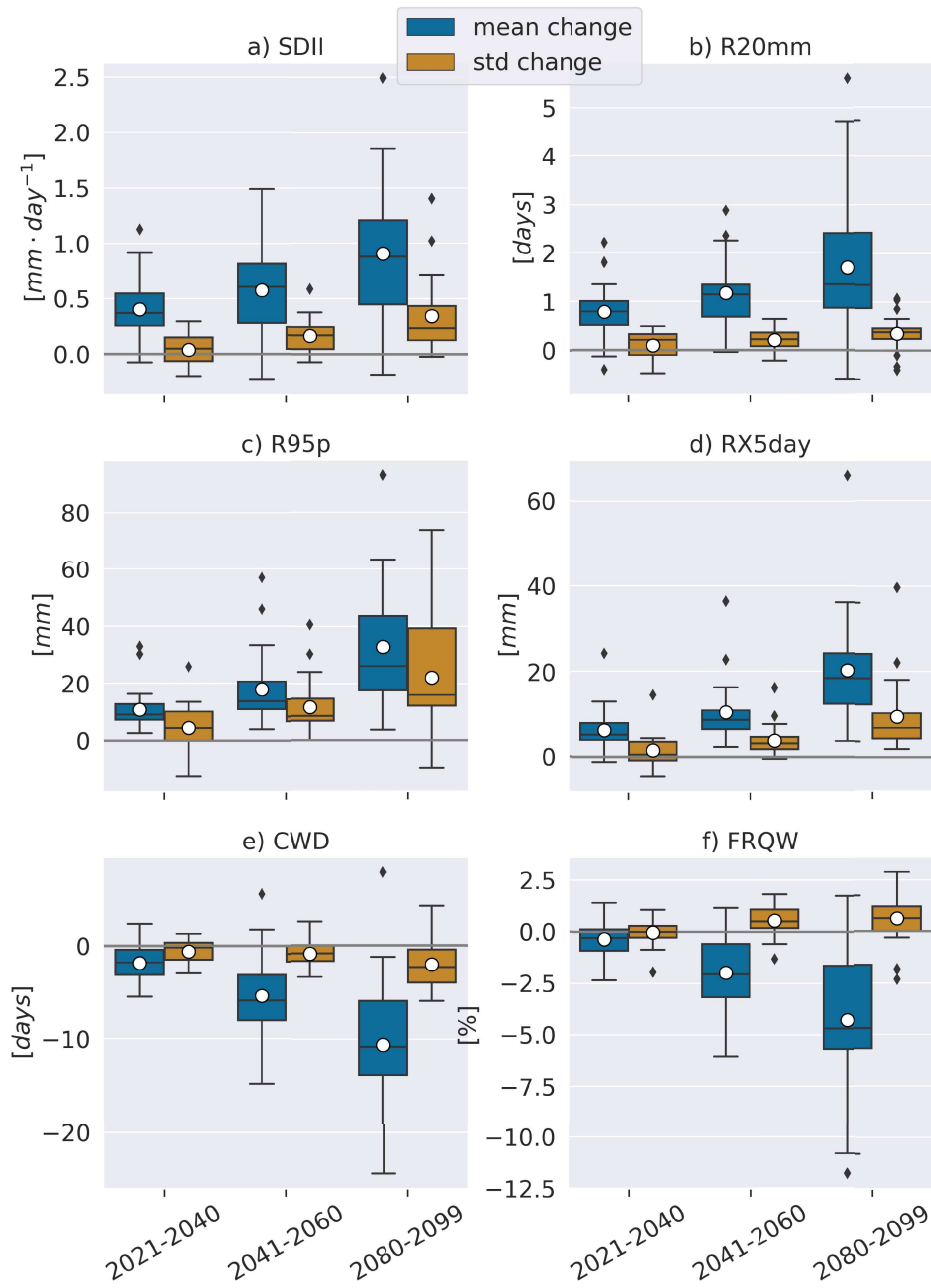 mean change
std change
a) SDII
b) R20mm
2.5
2.0
1.5
1.0
0.5
0.0
[mm · day⁻¹]
5
4
3
2
1
0
[days]
c) R95p
d) RX5day
80
60
40
20
0
[mm]
60
40
20
0
[mm]
e) CWD
f) FRQW
0
−10
−20
[days]
2.5
0.0
−2.5
−5.0
−7.5
−10.0
−12.5
[%]
2021-2040
2041-2060
2080-2099
2021-2040
2041-2060
2080-2099